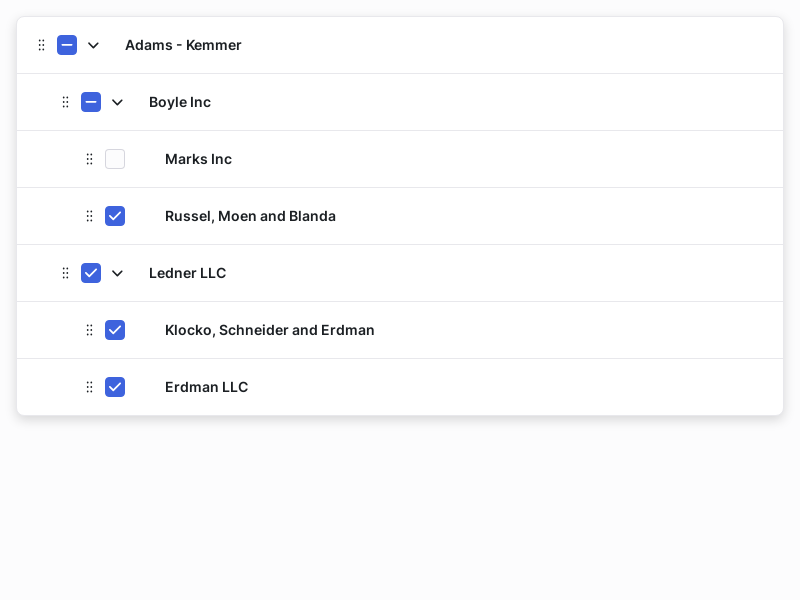 Adams - Kemmer
Boyle Inc
Marks Inc
Russel, Moen and Blanda
Ledner LLC
Klocko, Schneider and Erdman
Erdman LLC